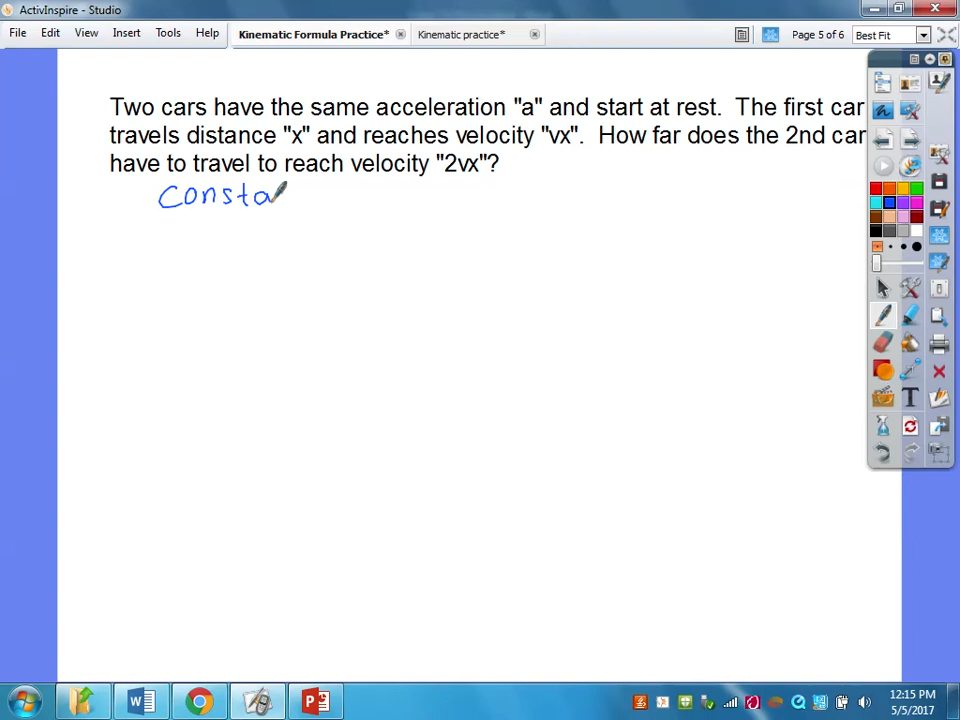 ActivInspire - Studio
File Edit View Insert Tools Help
Kinematic Formula Practice*
Kinematic practice*
Page 5 of 6
Best Fit
Two cars have the same acceleration "a" and start at rest. The first car
travels distance "x" and reaches velocity "vx". How far does the 2nd car
have to travel to reach velocity "2vx"?
consta
T
12:15 PM
5/5/2017